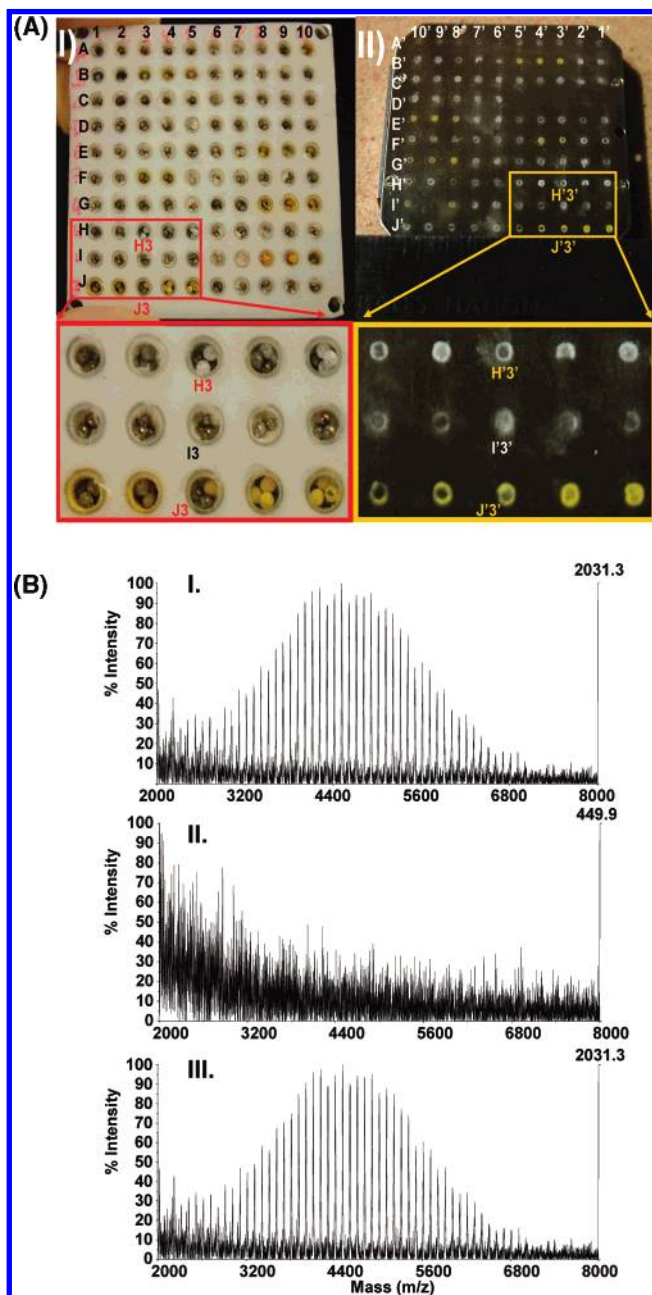 (A)
I)
1 2 3 4 5 6 7 8 9 10
A
B
C
D
E
F
G
H
I
J
H3
J3
II)
10' 9' 8' 7' 6' 5' 4' 3' 2' 1'
A'
B'
C'
D'
E'
F'
G'
H'
I'
J'
H'3'
J'3'
H3
I3
J3
H'3'
I'3'
J'3'
(B)
I.
2031.3
% Intensity
100
90
80
70
60
50
40
30
20
10
2000 3200 4400 5600 6800 8000
II.
449.9
% Intensity
100
90
80
70
60
50
40
30
20
10
0
2000 3200 4400 5600 6800 8000
III.
2031.3
% Intensity
100
90
80
70
60
50
40
30
20
10
0
2000 3200 4400 5600 6800 8000
Mass (m/z)